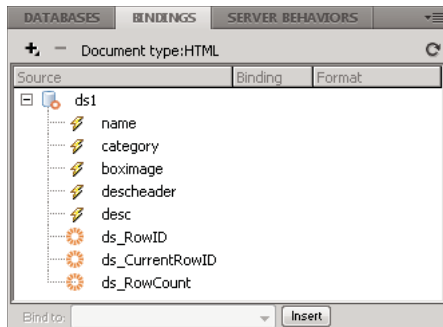 DATABASES BINDINGS SERVER BEHAVIORS
Document type:HTML
Source Binding Format
ds1
name
category
boximage
descheader
desc
ds_RowID
ds_CurrentRowID
ds_RowCount
Bind to: Insert